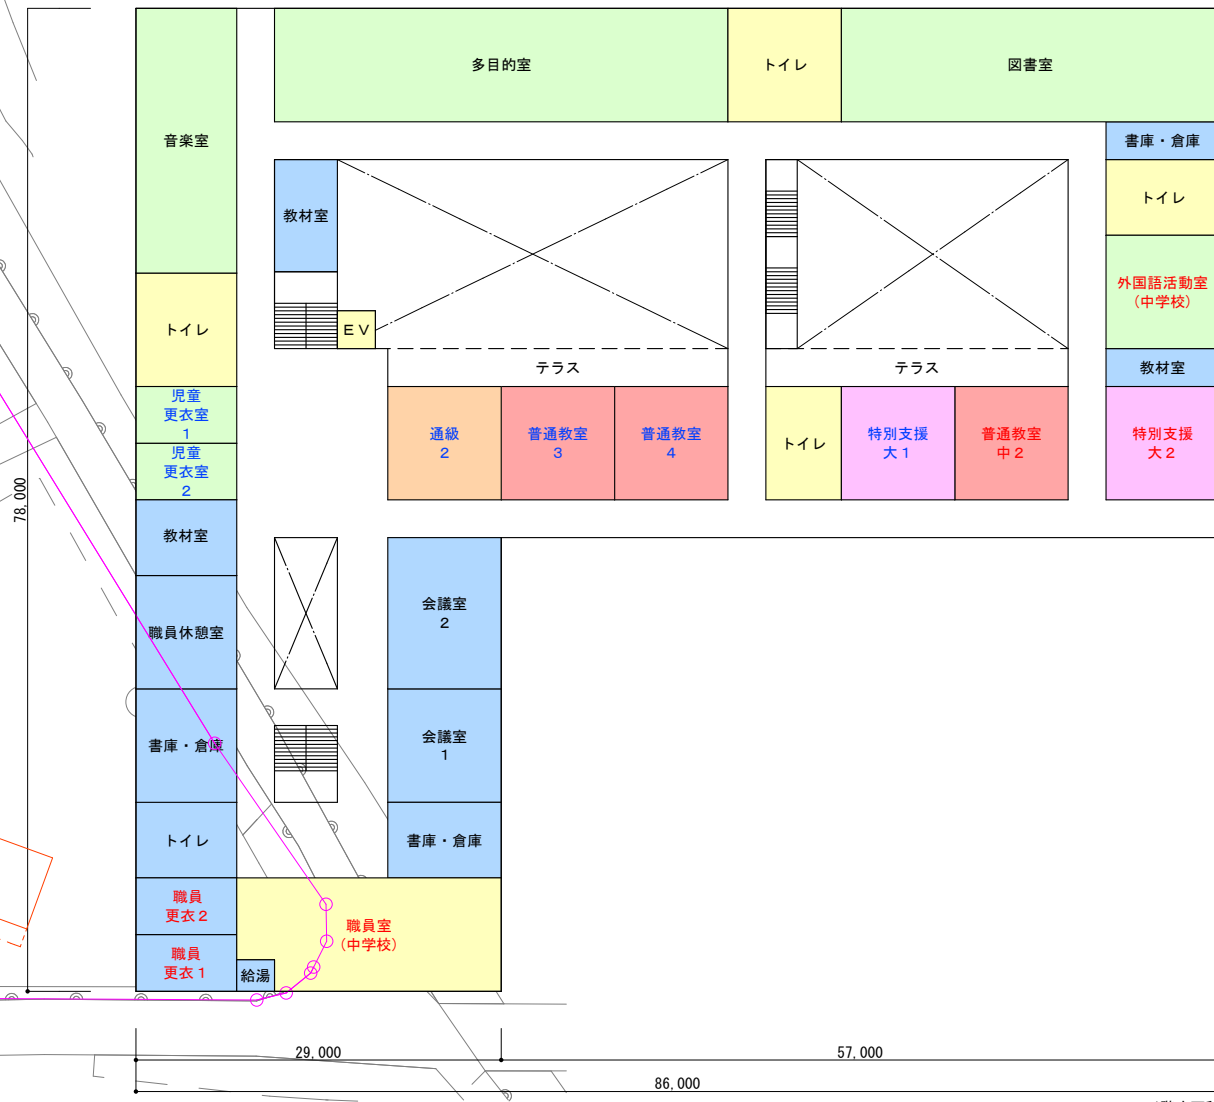 多目的室
トイレ
図書室
音楽室
書庫・倉庫
トイレ
教材室
外国語活動室
(中学校)
トイレ
ＥＶ
テラス
テラス
教材室
児童
更衣室
1
通級
2
普通教室
3
普通教室
4
トイレ
特別支援
大1
普通教室
中2
特別支援
大2
児童
更衣室
2
78,000
教材室
会議室
2
職員休憩室
会議室
1
書庫・倉庫
トイレ
書庫・倉庫
職員
更衣2
職員室
(中学校)
職員
更衣1
給湯
29,000
57,000
86,000